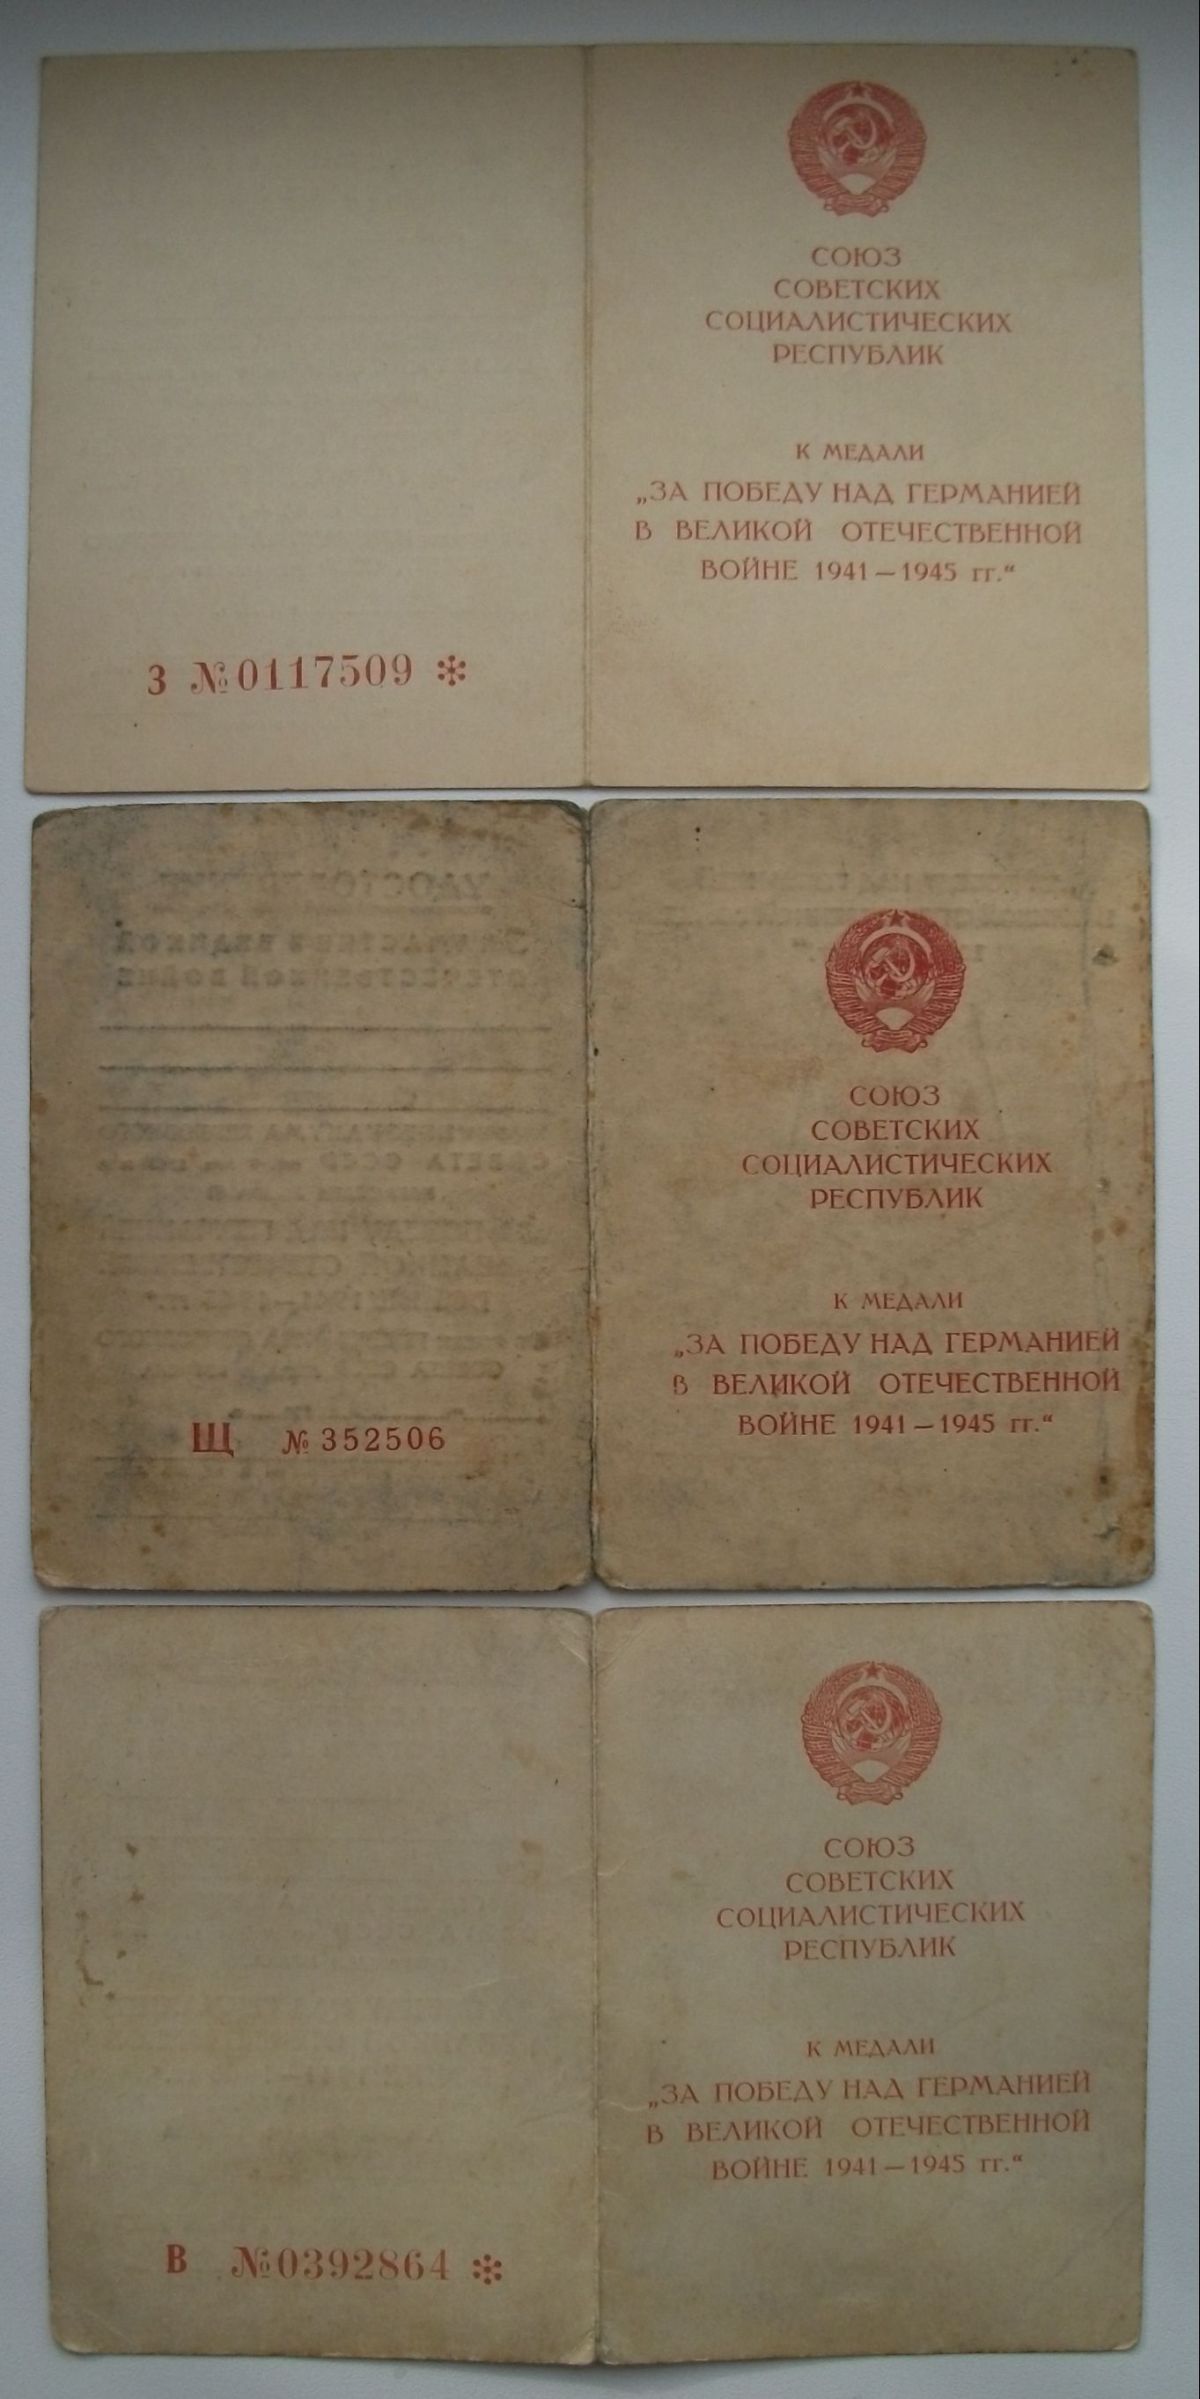 СОЮЗ
СОВЕТСКИХ
СОЦИАЛИСТИЧЕСКИХ
РЕСПУБЛИК
К МЕДАЛИ
„ЗА ПОБЕДУ НАД ГЕРМАНИЕЙ
В ВЕЛИКОЙ ОТЕЧЕСТВЕННОЙ
ВОЙНЕ 1941 — 1945 гг.“
З №0117509 *
СОЮЗ
СОВЕТСКИХ
СОЦИАЛИСТИЧЕСКИХ
РЕСПУБЛИК
К МЕДАЛИ
„ЗА ПОБЕДУ НАД ГЕРМАНИЕЙ
В ВЕЛИКОЙ ОТЕЧЕСТВЕННОЙ
ВОЙНЕ 1941 — 1945 гг.“
Щ № 352506
СОЮЗ
СОВЕТСКИХ
СОЦИАЛИСТИЧЕСКИХ
РЕСПУБЛИК
К МЕДАЛИ
„ЗА ПОБЕДУ НАД ГЕРМАНИЕЙ
В ВЕЛИКОЙ ОТЕЧЕСТВЕННОЙ
ВОЙНЕ 1941 — 1945 гг.“
В №0392864 *